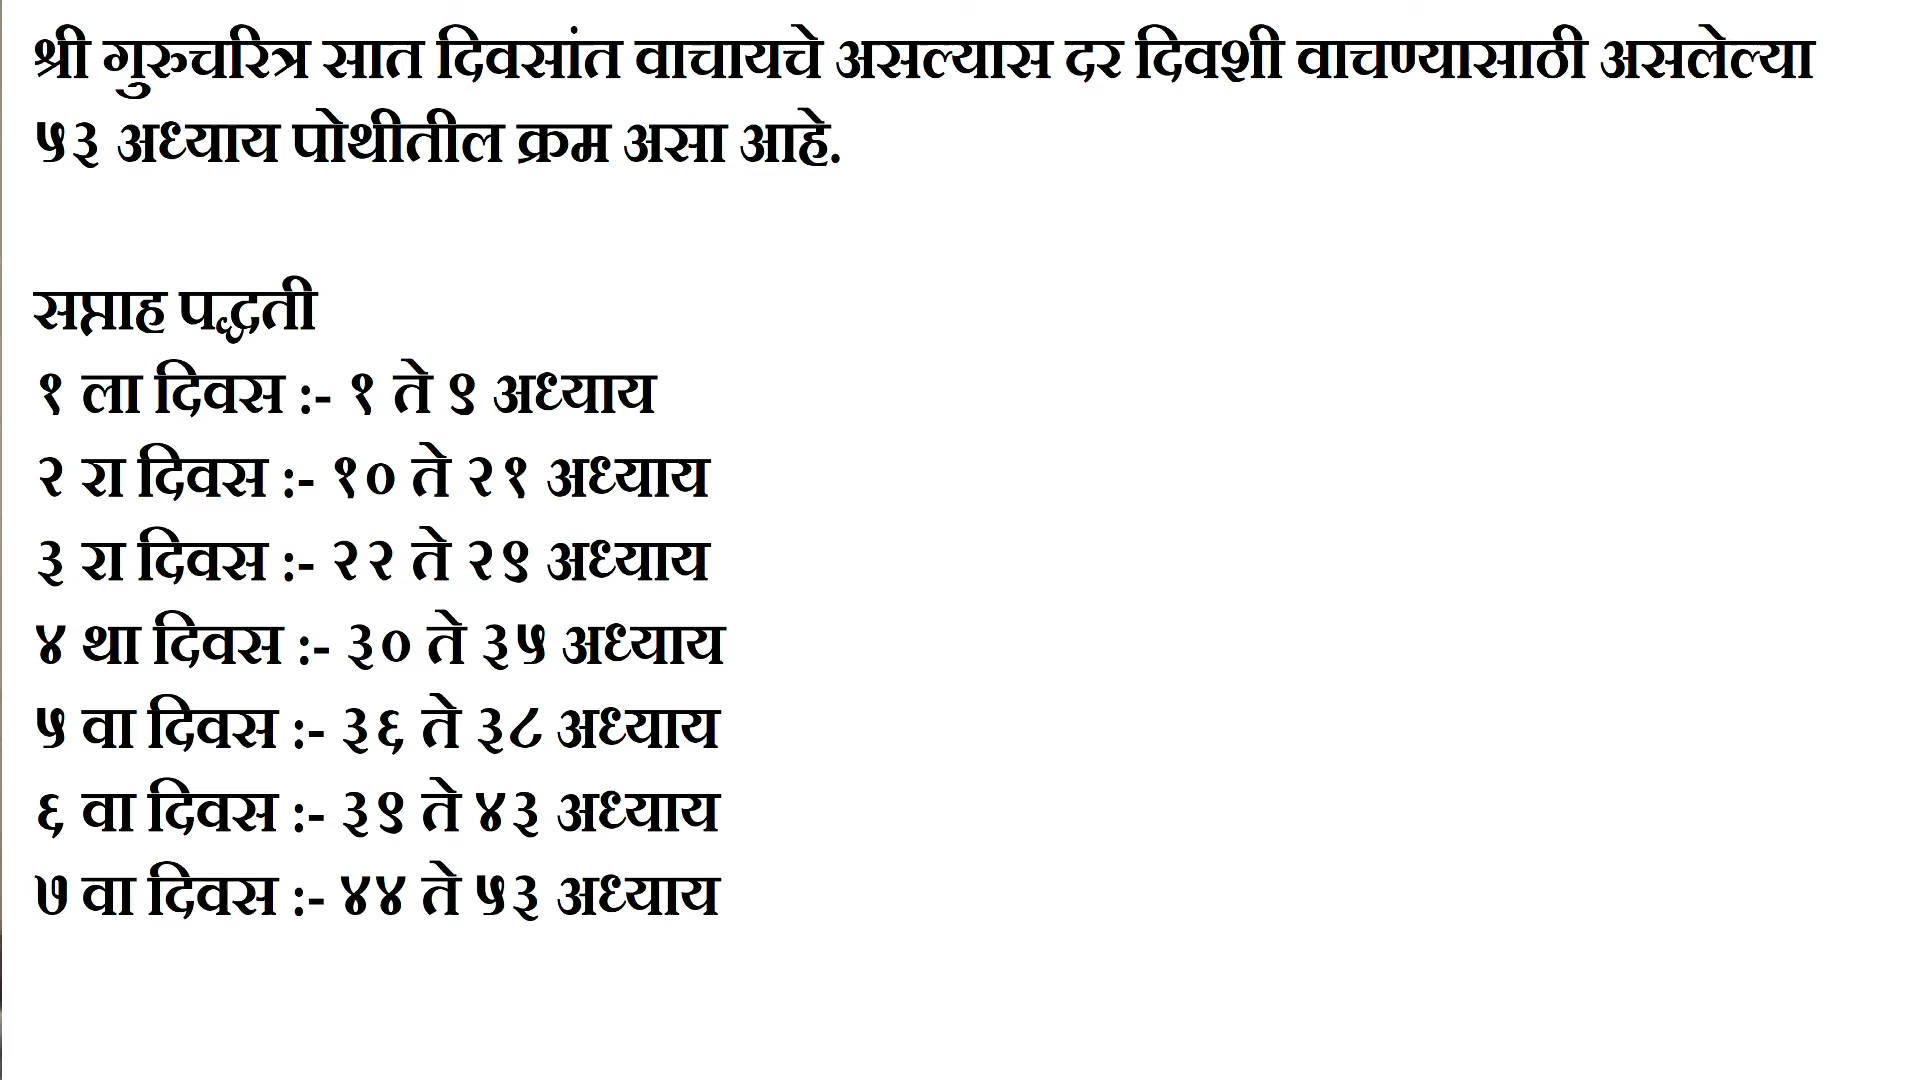 श्री गुरुचरित्र सात दिवसांत वाचायचे असल्यास दर दिवशी वाचण्यासाठी असलेल्या
५३ अध्याय पोथीतील क्रम असा आहे.
सप्ताह पद्धती
१ ला दिवस :- १ ते ९ अध्याय
२ रा दिवस :- १० ते २१ अध्याय
३ रा दिवस :- २२ ते २९ अध्याय
४ था दिवस :- ३० ते ३५ अध्याय
५ वा दिवस :- ३६ ते ३८ अध्याय
६ वा दिवस :- ३९ ते ४३ अध्याय
७ वा दिवस :- ४४ ते ५३ अध्याय